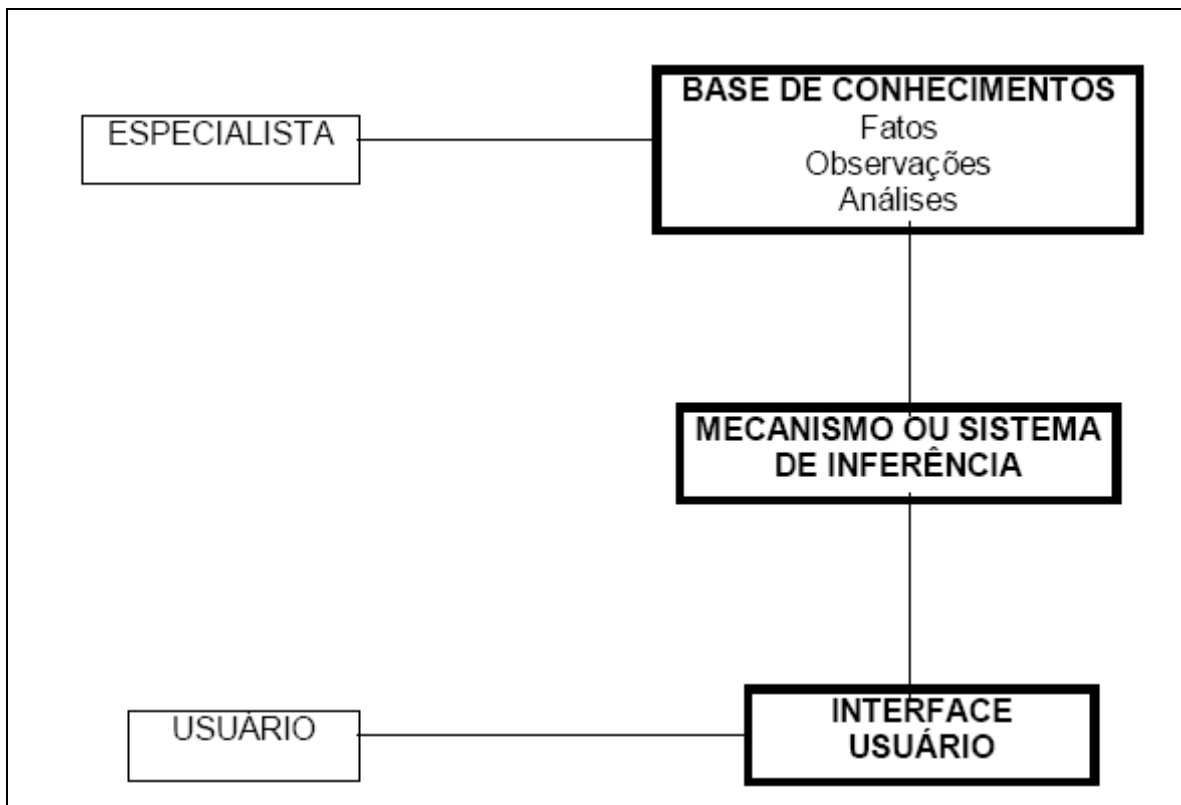 BASE DE CONHECIMENTOS
ESPECIALISTA
Fatos
Observações
Análises
MECANISMO OU SISTEMA
DE INFERÊNCIA
INTERFACE
USUÁRIO
USUÁRIO